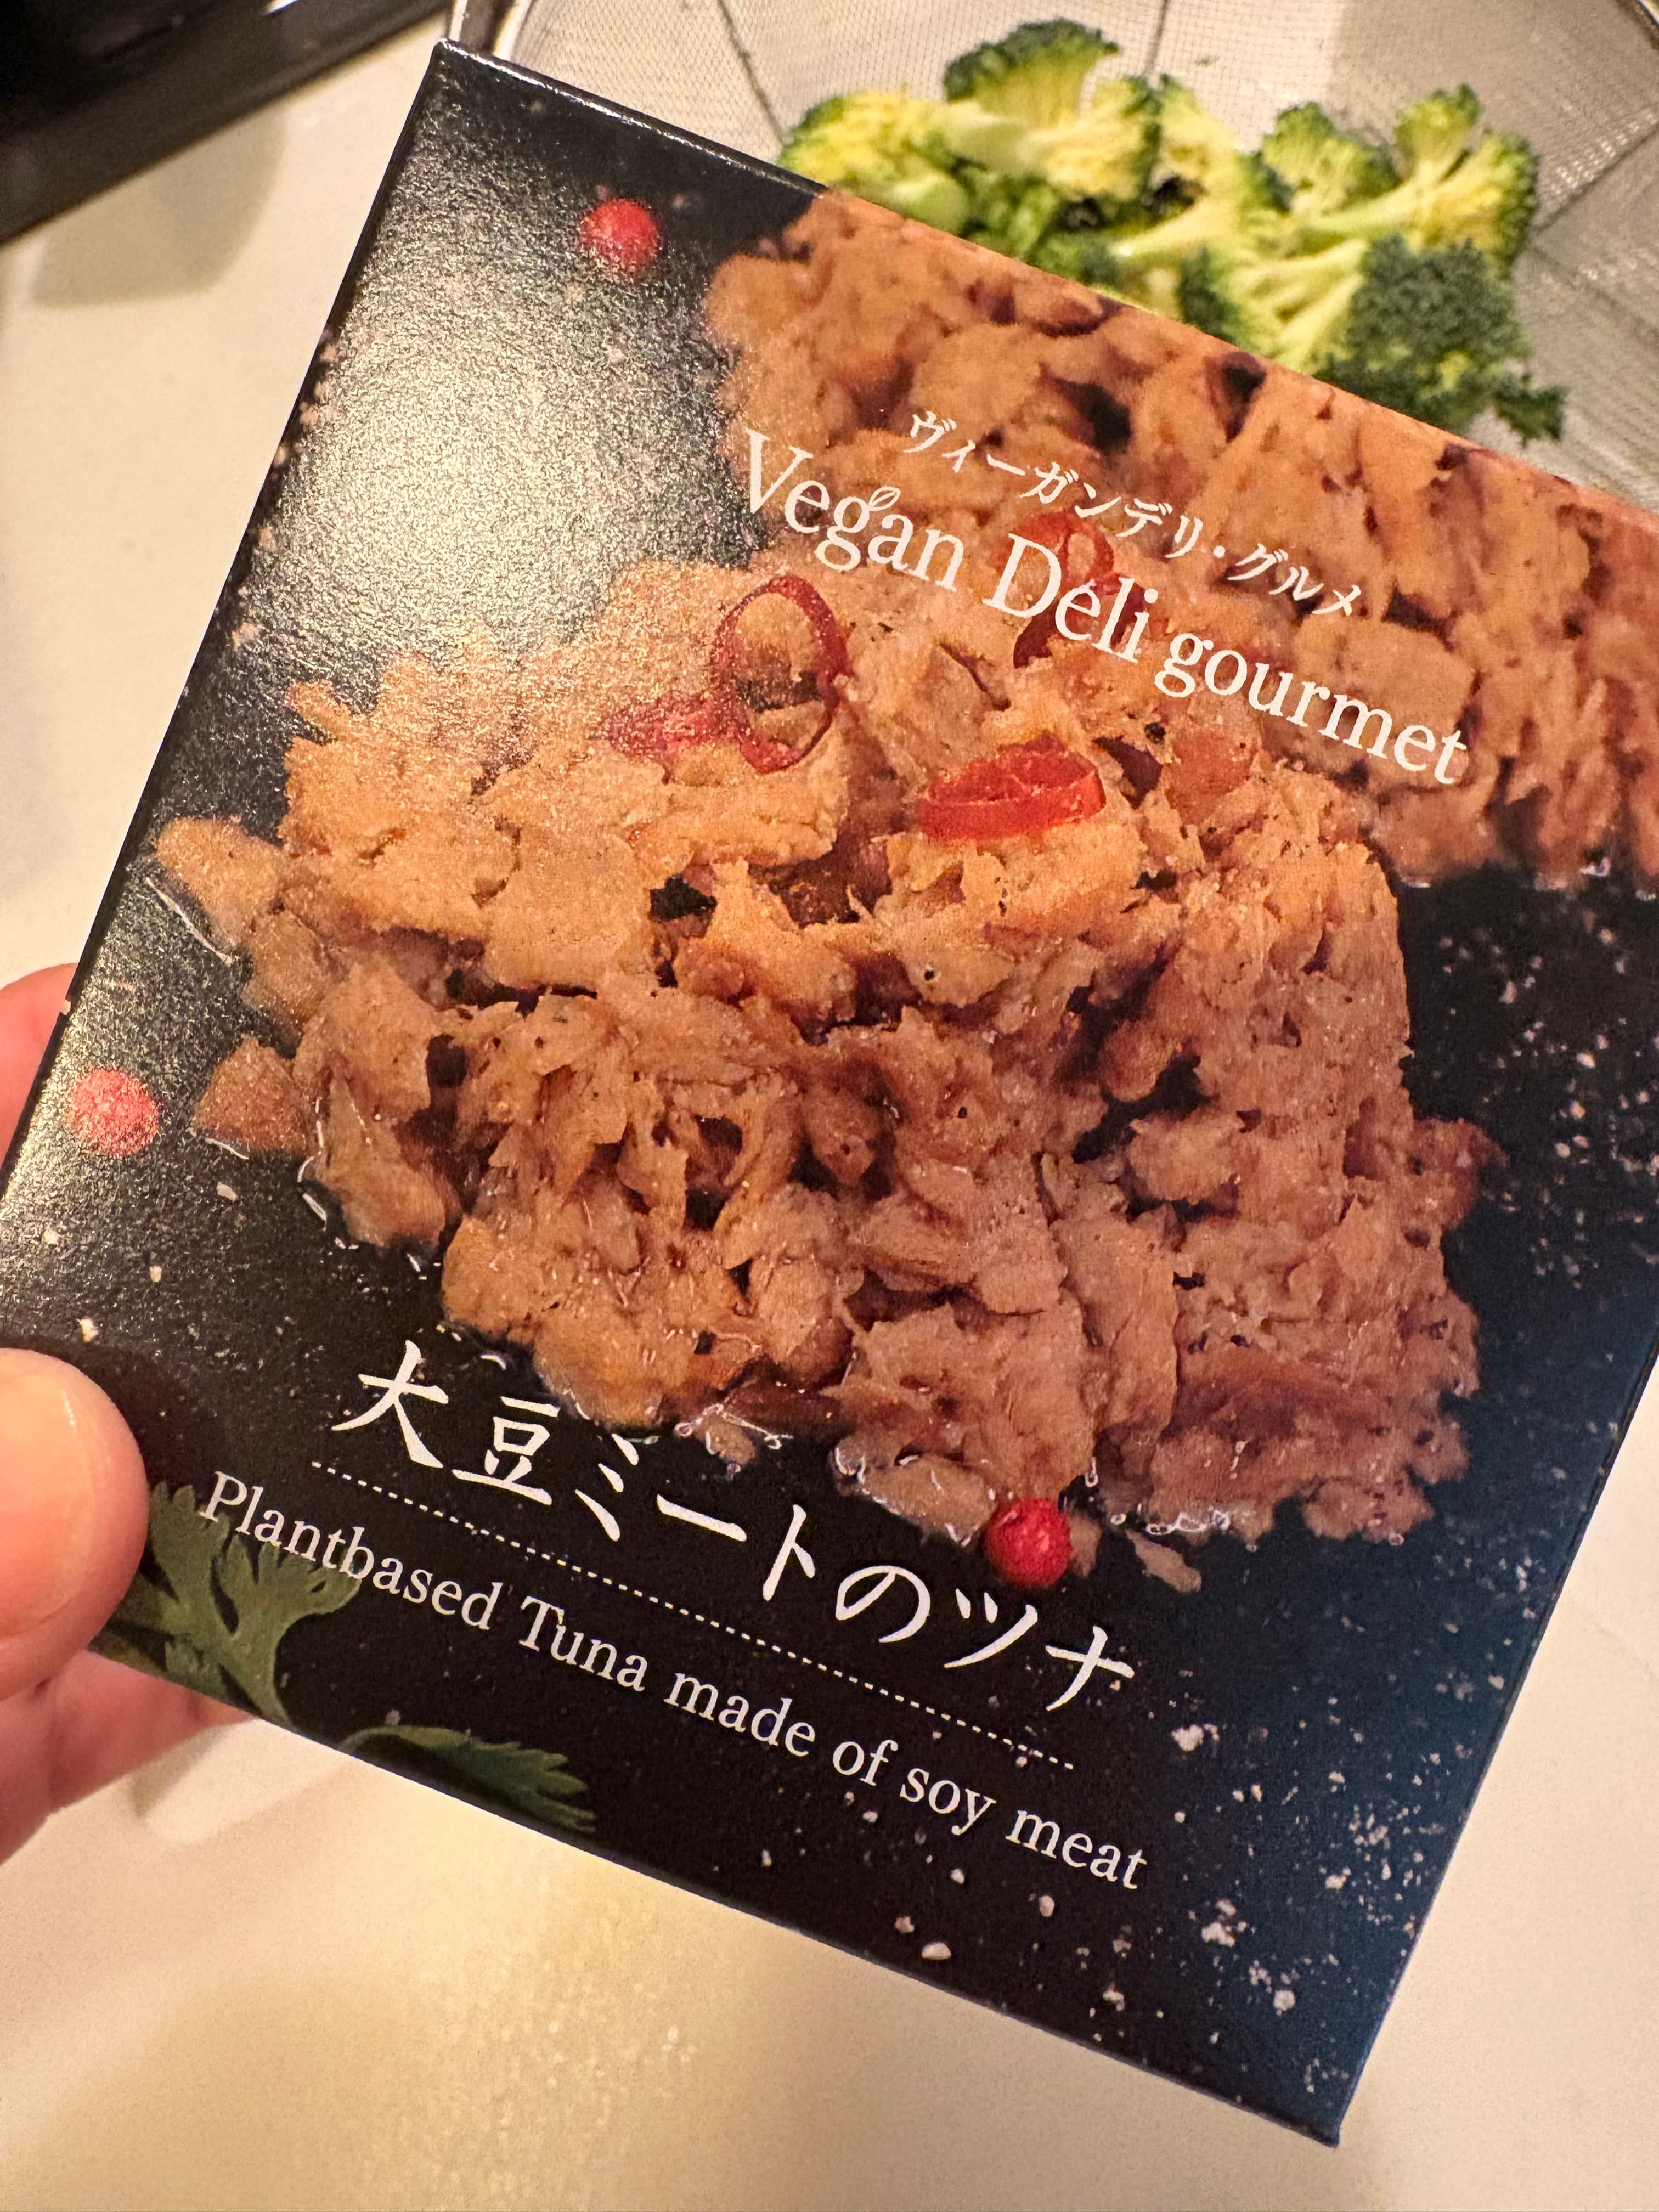 ヴィーガンデリ・グルメ
Vegan Deli gourmet
大豆ミートのツナ
Plantbased Tuna made of soy meat